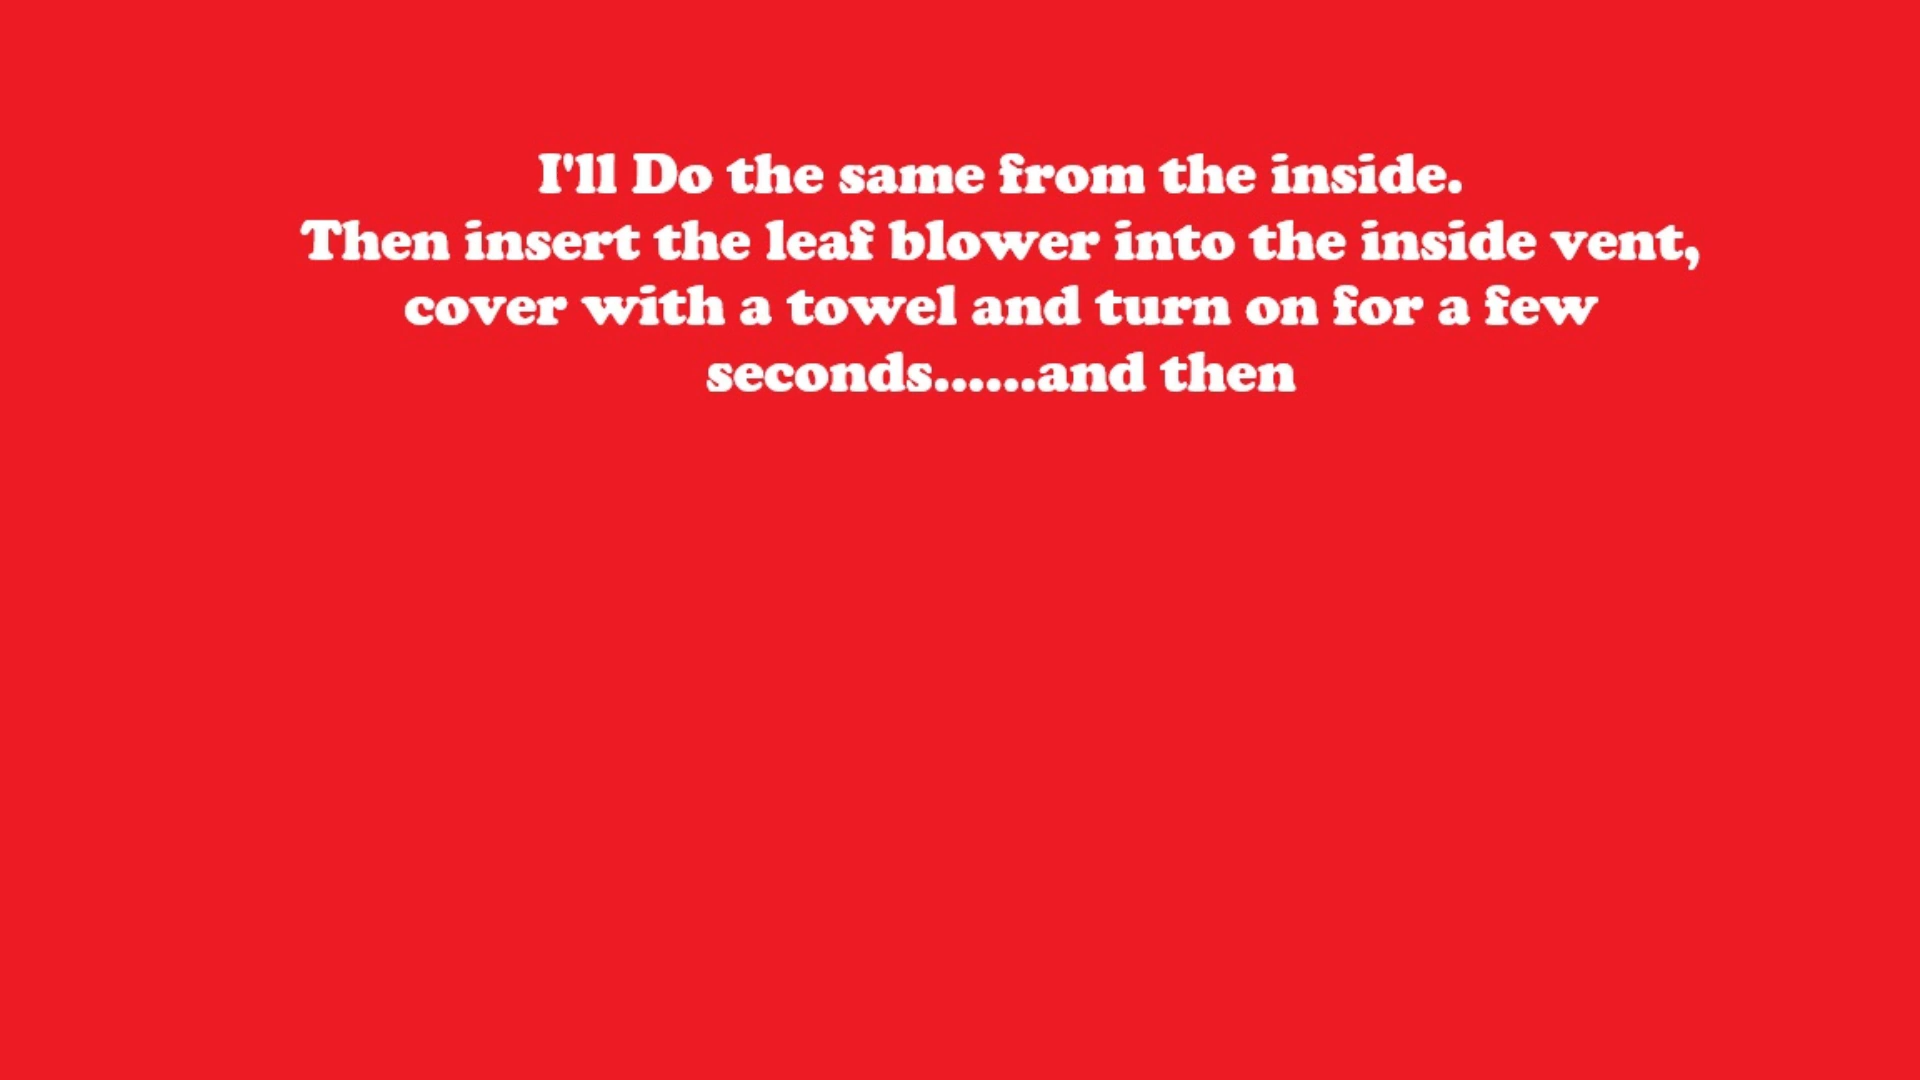 I'll Do the same from the inside.
Then insert the leaf blower into the inside vent,
cover with a towel and turn on for a few
seconds......and then